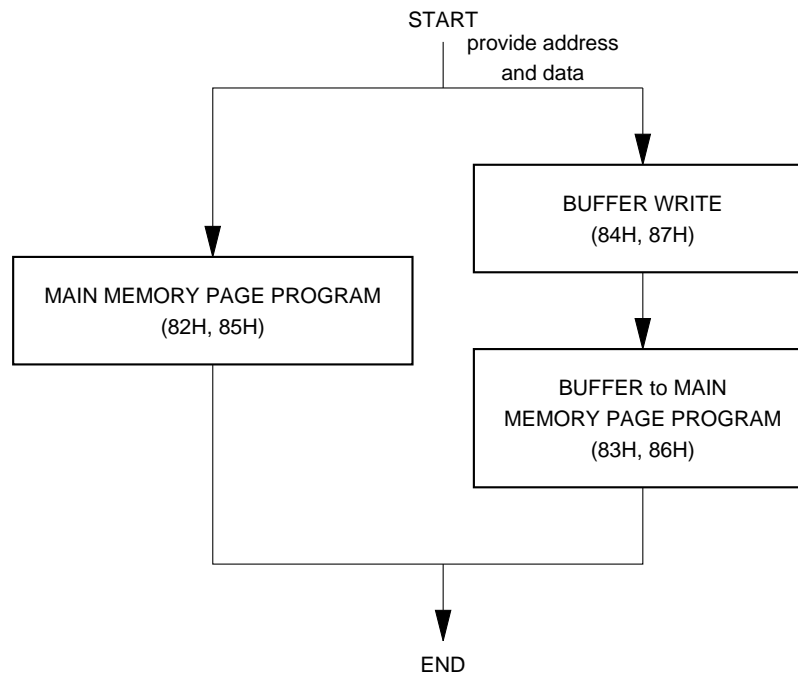 START
provide address
and data
BUFFER WRITE
(84H, 87H)
MAIN MEMORY PAGE PROGRAM
(82H, 85H)
BUFFER to MAIN
MEMORY PAGE PROGRAM
(83H, 86H)
END